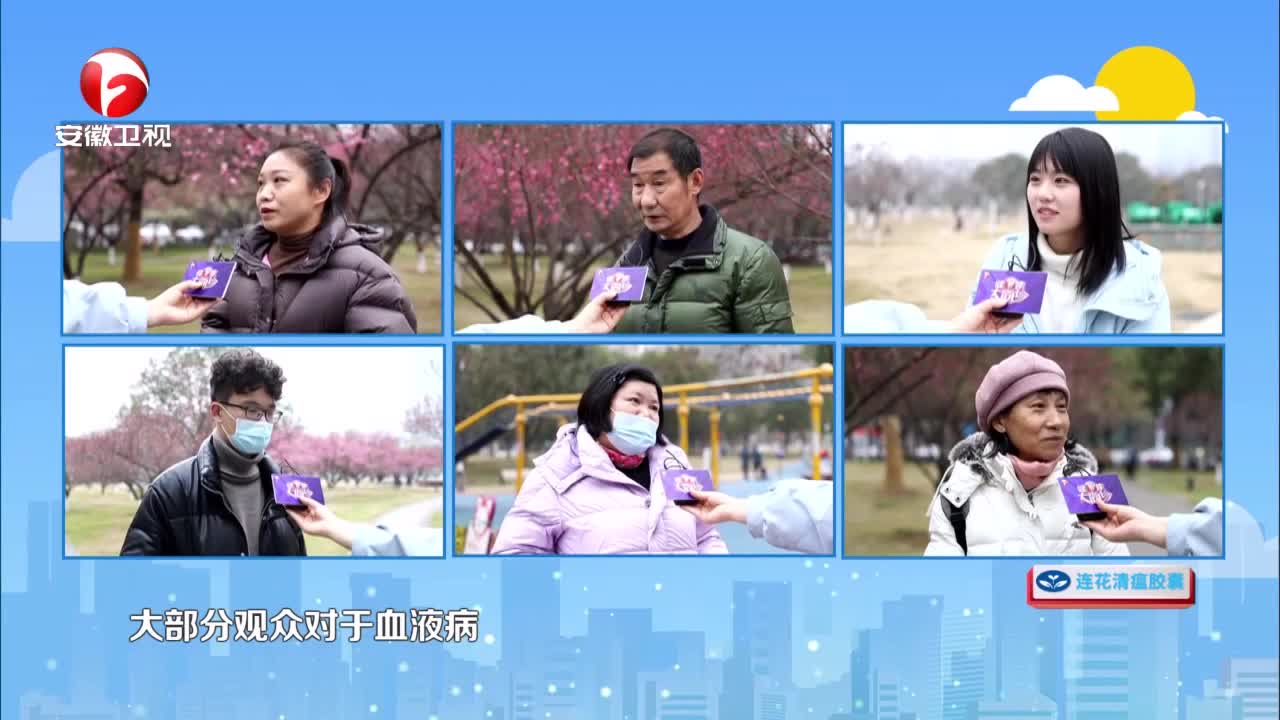 安徽卫视
连花清瘟胶囊
大部分观众对于血液病